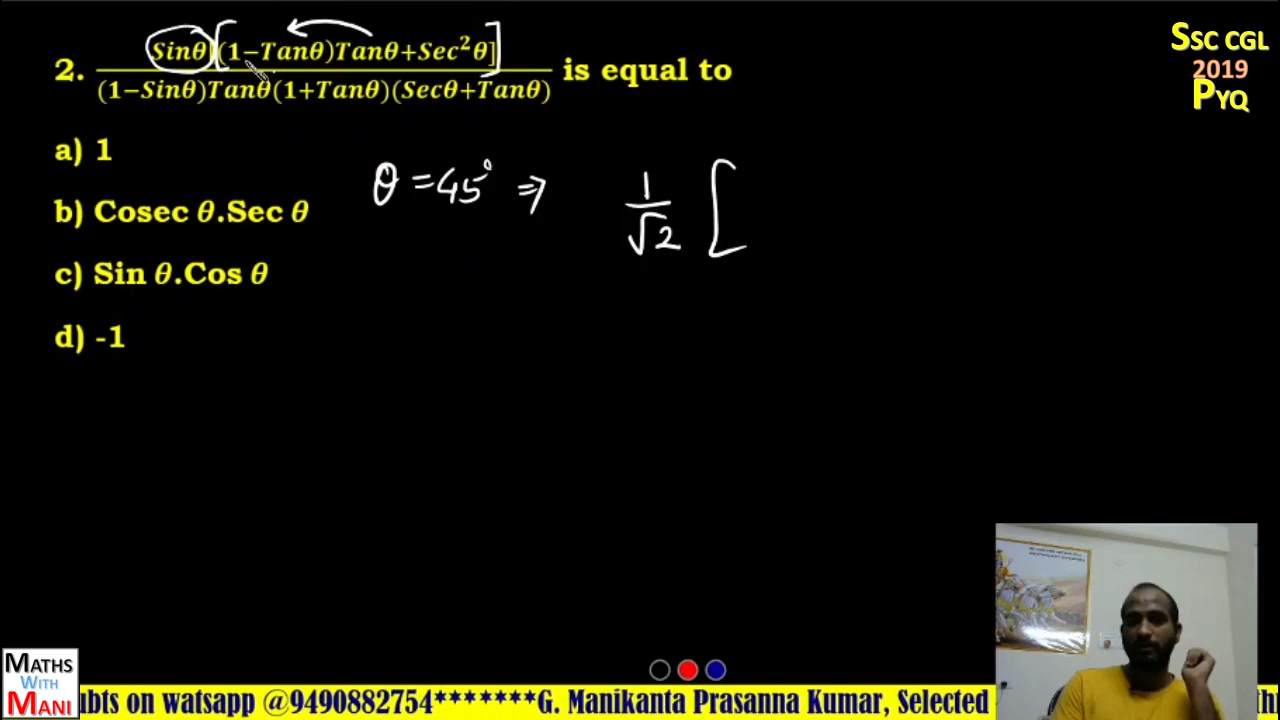 2. Sinθ[(1−Tanθ)Tanθ+Sec²θ]
(1−Sinθ)Tanθ(1+Tanθ)(Secθ+Tanθ) is equal to
SSC CGL
2019
PYQ
a) 1
b) Cosec θ.Sec θ
c) Sin θ.Cos θ
d) -1
θ = 45° ⇒ 1/√2 [
MATHS
WITH
MANI
ubts on watsapp @9490882754*******G. Manikanta Prasanna Kumar, Selected